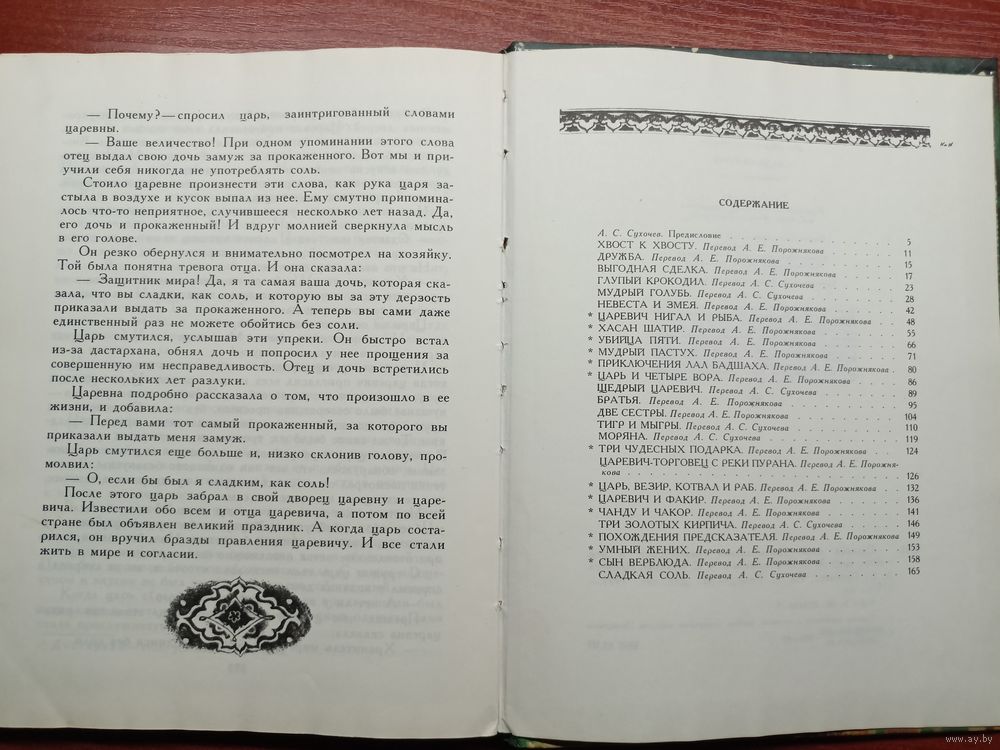 — Почему?—спросил царь, заинтригованный словами
царевны.
— Ваше величество! При одном упоминании этого слова
отец выдал свою дочь замуж за прокаженного. Вот мы и при-
учили себя никогда не употреблять соль.
Стоило царевне произнести эти слова, как рука царя за-
стыла в воздухе и кусок выпал из нее. Ему смутно припомина-
лось что-то неприятное, случившееся несколько лет назад. Да,
его дочь и прокаженный! И вдруг молнией сверкнула мысль
в его голове.
Он резко обернулся и внимательно посмотрел на хозяйку.
Той была понятна тревога отца. И она сказала:
— Защитник мира! Да, я та самая ваша дочь, которая ска-
зала, что вы сладки, как соль, и которую вы за эту дерзость
приказали выдать за прокаженного. А теперь вы сами даже
единственный раз не можете обойтись без соли.
Царь смутился, услышав эти упреки. Он быстро встал
из-за дастархана, обнял дочь и попросил у нее прощения за
совершенную им несправедливость. Отец и дочь встретились
после нескольких лет разлуки.
Царевна подробно рассказала о том, что произошло в ее
жизни, и добавила:
— Перед вами тот самый прокаженный, за которого вы
приказали выдать меня замуж.
Царь смутился еще больше и, низко склонив голову, про-
молвил:
— О, если бы был я сладким, как соль!
После этого царь забрал в свой дворец царевну и царе-
вича. Известили обо всем и отца царевича, а потом по всей
стране был объявлен великий праздник. А когда царь соста-
рился, он вручил бразды правления царевичу. И все стали
жить в мире и согласии.
СОДЕРЖАНИЕ
А. С. Сухочев. Предисловие . . . . . . . . . . 5
ХВОСТ К ХВОСТУ. Перевод А. Е. Порожнякова . . . . . . 11
ДРУЖБА. Перевод А. Е. Порожнякова . . . . . . . . 15
ВЫГОДНАЯ СДЕЛКА. Перевод А. Е. Порожнякова . . . . . 17
ГЛУПЫЙ КРОКОДИЛ. Перевод А. С. Сухочева . . . . . . 23
МУДРЫЙ ГОЛУБЬ. Перевод А. С. Сухочева . . . . . . . 28
НЕВЕСТА И ЗМЕЯ. Перевод А. Е. Порожнякова . . . . . . 42
* ЦАРЕВИЧ НИГАЛ И РЫБА. Перевод А. Е. Порожнякова . . 48
* ХАСАН ШАТИР. Перевод А. Е. Порожнякова . . . . . . 55
* УБИЙЦА ПЯТИ. Перевод А. Е. Порожнякова . . . . . . 66
* МУДРЫЙ ПАСТУХ. Перевод А. Е. Порожнякова . . . . . 71
* ПРИКЛЮЧЕНИЯ ЛАЛ БАДШАХА. Перевод А. Е. Порожнякова . 80
* ЦАРЬ И ЧЕТЫРЕ ВОРА. Перевод А. Е. Порожнякова . . . 86
ЩЕДРЫЙ ЦАРЕВИЧ. Перевод А. С. Сухочева . . . . . . 89
БРАТЬЯ. Перевод А. Е. Порожнякова . . . . . . . . 95
ДВЕ СЕСТРЫ. Перевод А. Е. Порожнякова . . . . . . . 104
ТИГР И МЫГРЫ. Перевод А. С. Сухочева . . . . . . . 110
МОРЯНА. Перевод А. С. Сухочева . . . . . . . . . 119
* ТРИ ЧУДЕСНЫХ ПОДАРКА. Перевод А. Е. Порожнякова . . 124
ЦАРЕВИЧ-ТОРГОВЕЦ С РЕКИ ПУРАНА. Перевод А. Е. Порожня-
кова . . . . . . . . . . . . . . . . 126
* ЦАРЬ, ВЕЗИР, КОТВАЛ И РАБ. Перевод А. Е. Порожнякова . . 132
* ЦАРЕВИЧ И ФАКИР. Перевод А. Е. Порожнякова . . . . 136
* ЧАНДУ И ЧАКОР. Перевод А. Е. Порожнякова . . . . . 141
ТРИ ЗОЛОТЫХ КИРПИЧА. Перевод А. С. Сухочева . . . . 146
* ПОХОЖДЕНИЯ ПРЕДСКАЗАТЕЛЯ. Перевод А. Е. Порожнякова 149
* УМНЫЙ ЖЕНИХ. Перевод А. Е. Порожнякова . . . . . 153
* СЫН ВЕРБЛЮДА. Перевод А. Е. Порожнякова . . . . . 158
СЛАДКАЯ СОЛЬ. Перевод А. С. Сухочева . . . . . . . 165
www.ay.by